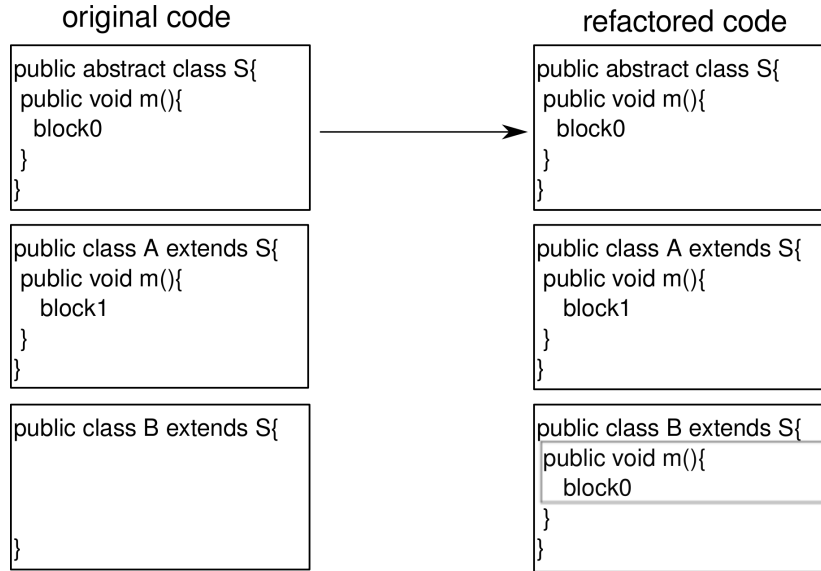 original code
public abstract class S{
public void m(){
block0
}
}
public class A extends S{
public void m(){
block1
}
}
public class B extends S{
}
refactored code
public abstract class S{
public void m(){
block0
}
}
public class A extends S{
public void m(){
block1
}
}
public class B extends S{
public void m(){
block0
}
}